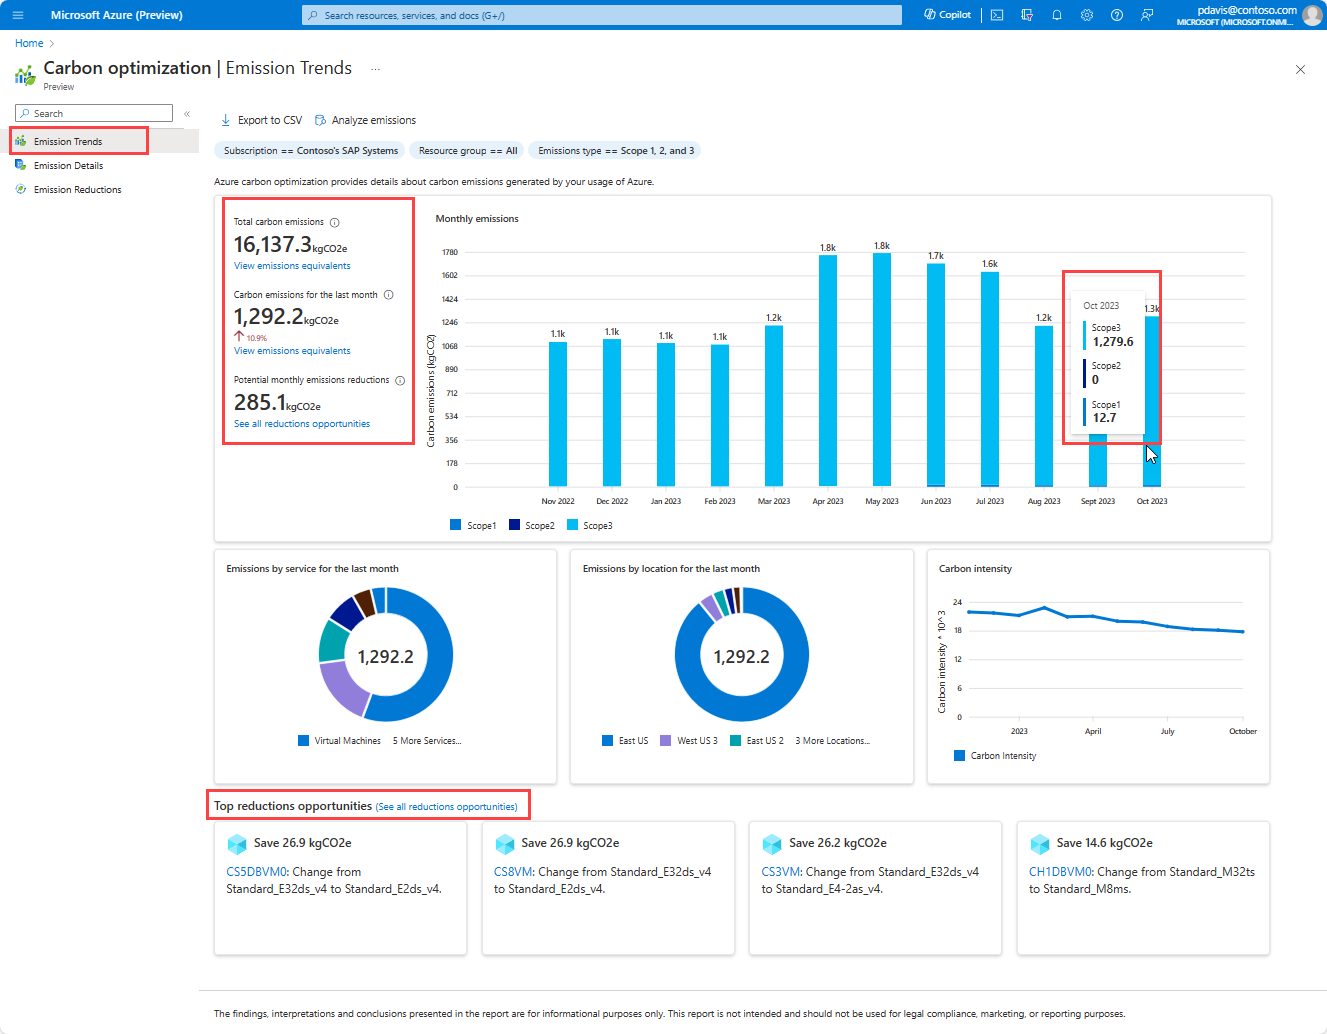 Microsoft Azure (Preview)
Search resources, services, and docs (G+/)
Copilot
pdavis@contoso.com
MICROSOFT (MICROSOFT.ONMI...
Home
Carbon optimization | Emission Trends ...
Preview
Search
«
Emission Trends
Emission Details
Emission Reductions
Export to CSV
Analyze emissions
Subscription == Contoso's SAP Systems
Resource group == All
Emissions type == Scope 1, 2, and 3
Azure carbon optimization provides details about carbon emissions generated by your usage of Azure.
Total carbon emissions
16,137.3kgCO2e
View emissions equivalents
Carbon emissions for the last month
1,292.2kgCO2e
10.9%
View emissions equivalents
Potential monthly emissions reductions
285.1kgCO2e
See all reductions opportunities
Monthly emissions
Carbon emissions (kgCO2)
1780
1602
1424
1246
1068
890
712
534
356
178
0
1.1k
1.1k
1.1k
1.1k
1.2k
1.8k
1.8k
1.7k
1.6k
1.2k
1.3k
Oct 2023
Scope3
1,279.6
Scope2
0
Scope1
12.7
Nov 2022
Dec 2022
Jan 2023
Feb 2023
Mar 2023
Apr 2023
May 2023
Jun 2023
Jul 2023
Aug 2023
Sept 2023
Oct 2023
Scope1
Scope2
Scope3
Emissions by service for the last month
1,292.2
Virtual Machines
5 More Services...
Emissions by location for the last month
1,292.2
East US
West US 3
East US 2
3 More Locations...
Carbon intensity
Carbon intensity * 10^3
24
18
12
6
0
2023
April
July
October
Carbon Intensity
Top reductions opportunities (See all reductions opportunities)
Save 26.9 kgCO2e
CS5DBVM0: Change from
Standard_E32ds_v4 to Standard_E2ds_v4.
Save 26.9 kgCO2e
CS8VM: Change from Standard_E32ds_v4
to Standard_E2ds_v4.
Save 26.2 kgCO2e
CS3VM: Change from Standard_E32ds_v4
to Standard_E4-2as_v4.
Save 14.6 kgCO2e
CH1DBVM0: Change from Standard_M32ts
to Standard_M8ms.
The findings, interpretations and conclusions presented in the report are for informational purposes only. This report is not intended and should not be used for legal compliance, marketing, or reporting purposes.